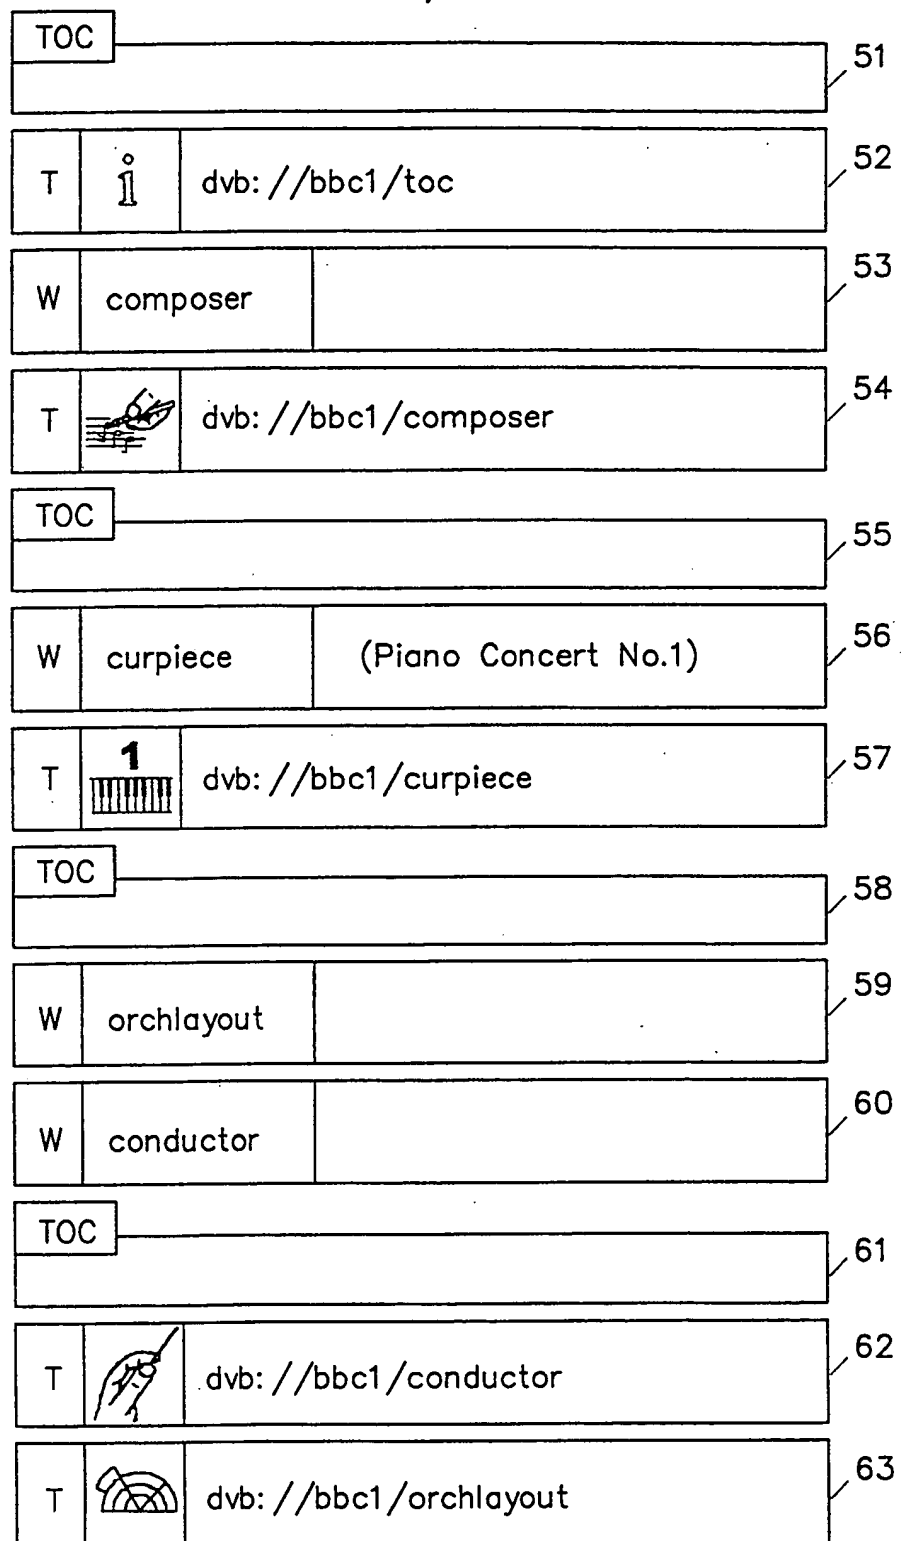 TOC
51
T i dvb: //bbc1/toc 52
W composer 53
T dvb: //bbc1/composer 54
TOC
55
W curpiece (Piano Concert No.1) 56
T 1 dvb: //bbc1/curpiece 57
TOC
58
W orchlayout 59
W conductor 60
TOC
61
T dvb: //bbc1/conductor 62
T dvb: //bbc1/orchlayout 63